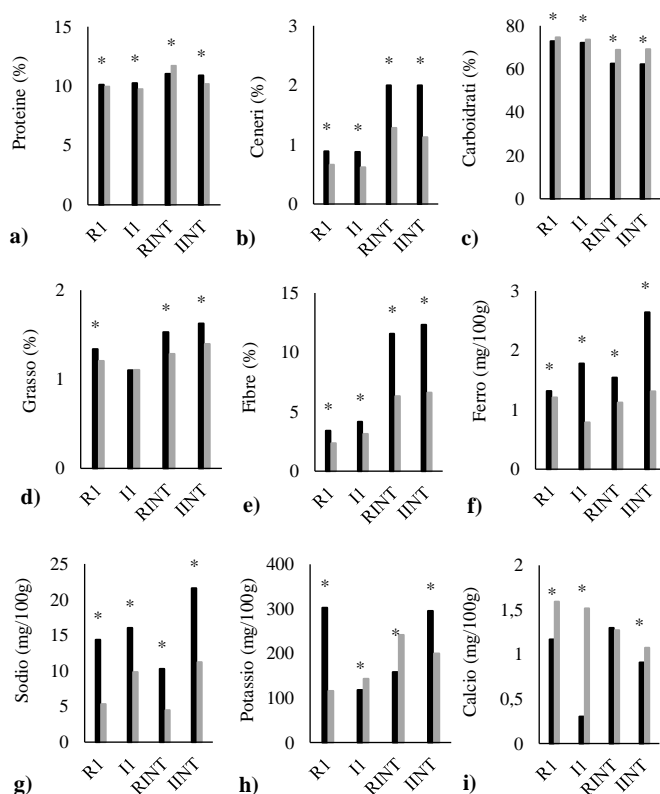 Proteine (%)
15
10
5
0
* * * *
R1 I1 RINT IINT
a)
Ceneri (%)
3
2
1
0
* * * *
R1 I1 RINT IINT
b)
Carboidrati (%)
80
60
40
20
0
* * * *
R1 I1 RINT IINT
c)
Grasso (%)
2
1
0
* * *
R1 I1 RINT IINT
d)
Fibre (%)
15
10
5
0
* * * *
R1 I1 RINT IINT
e)
Ferro (mg/100g)
3
2
1
0
* * * *
R1 I1 RINT IINT
f)
Sodio (mg/100g)
25
20
15
10
5
0
* * * *
R1 I1 RINT IINT
g)
Potassio (mg/100g)
400
300
200
100
0
* * * *
R1 I1 RINT IINT
h)
Calcio (mg/100g)
2
1,5
1
0,5
0
* * *
R1 I1 RINT IINT
i)